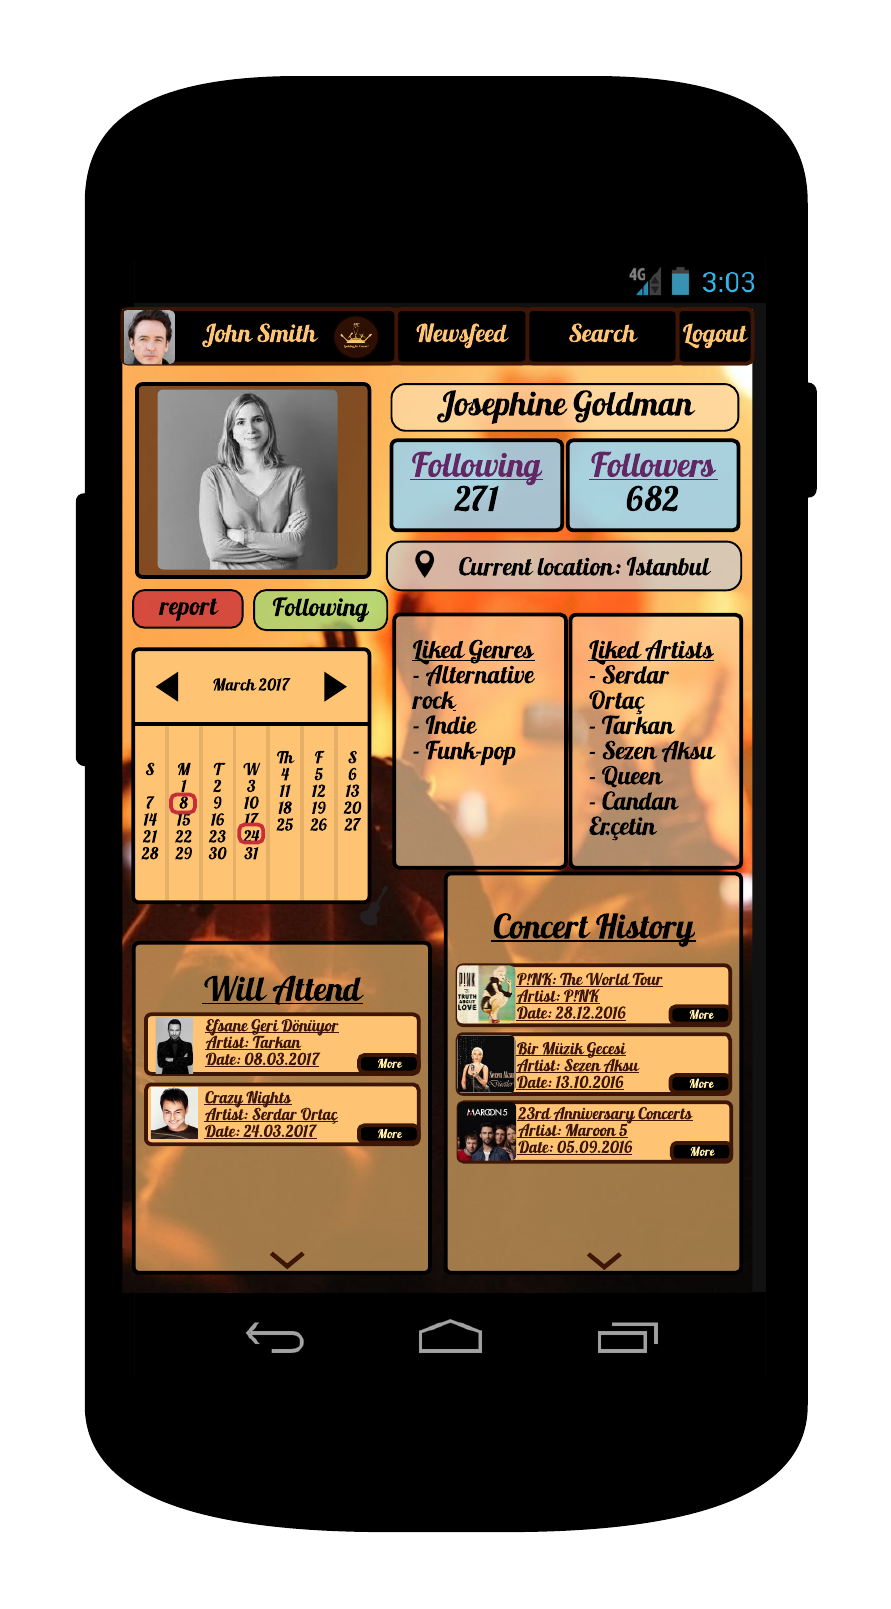 4G 3:03
John Smith Newsfeed Search Logout
Josephine Goldman
Following Followers
271 682
Current location: Istanbul
report Following
March 2017
S M T W Th F S
1 2 3 4 5 6
7 8 9 10 11 12 13
14 15 16 17 18 19 20
21 22 23 24 25 26 27
28 29 30 31
Liked Genres
- Alternative
rock
- Indie
- Funk-pop
Liked Artists
- Serdar
Ortaç
- Tarkan
- Sezen Aksu
- Queen
- Candan
Erçetin
Will Attend
Efsane Geri Dönüyor
Artist: Tarkan
Date: 08.03.2017
More
Crazy Nights
Artist: Serdar Ortaç
Date: 24.03.2017
More
Concert History
P!NK
TRUTH
ABOUT
LOVE
P!NK: The World Tour
Artist: P!NK
Date: 28.12.2016
More
Bir Müzik Gecesi
Artist: Sezen Aksu
Date: 13.10.2016
More
MAROON 5
23rd Anniversary Concerts
Artist: Maroon 5
Date: 05.09.2016
More